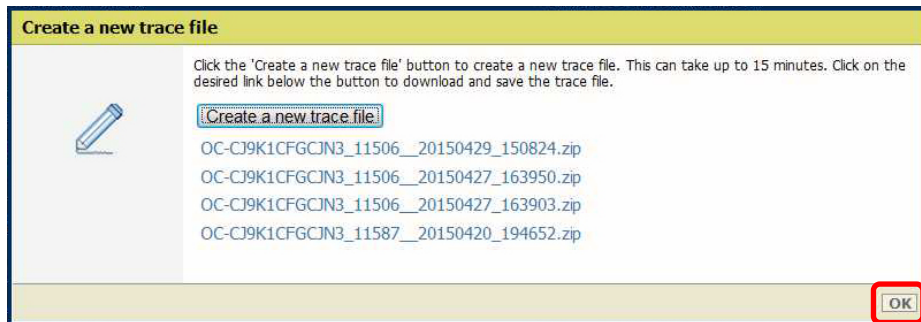 Create a new trace file
Click the 'Create a new trace file' button to create a new trace file. This can take up to 15 minutes. Click on the
desired link below the button to download and save the trace file.
Create a new trace file
OC-CJ9K1CFGCJN3_11506__20150429_150824.zip
OC-CJ9K1CFGCJN3_11506__20150427_163950.zip
OC-CJ9K1CFGCJN3_11506__20150427_163903.zip
OC-CJ9K1CFGCJN3_11587__20150420_194652.zip
OK